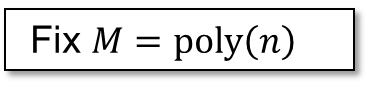 Fix 𝑀 = poly(𝑛)